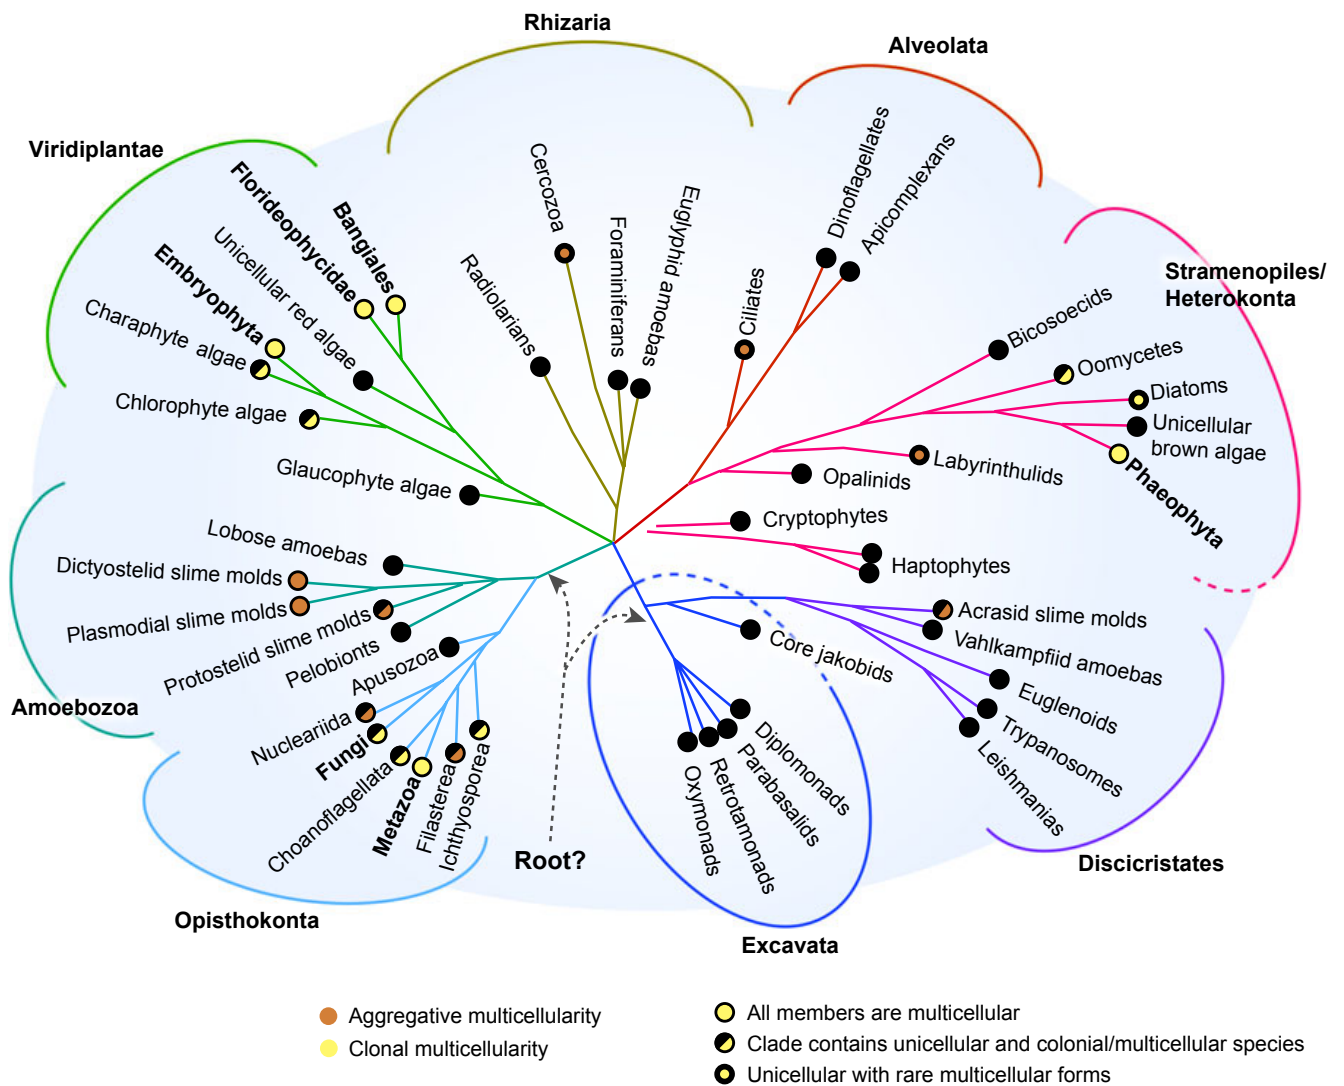 Rhizaria
Alveolata
Viridiplantae
Stramenopiles/
Heterokonta
Cercozoa
Foraminiferans
Euglyphid amoebas
Radiolarians
Dinoflagellates
Apicomplexans
Ciliates
Bangiales
Florideophycidae
Unicellular red algae
Embryophyta
Charaphyte algae
Chlorophyte algae
Glaucophyte algae
Bicosoecids
Oomycetes
Diatoms
Unicellular
brown algae
Phaeophyta
Labyrinthulids
Opalinids
Cryptophytes
Haptophytes
Lobose amoebas
Dictyostelid slime molds
Plasmodial slime molds
Protostelid slime molds
Pelobionts
Amoebozoa
Apusozoa
Nucleariida
Fungi
Choanoflagellata
Metazoa
Filasterea
Ichthyosporea
Opisthokonta
Root?
Acrasid slime molds
Vahlkampfiid amoebas
Core jakobids
Euglenoids
Trypanosomes
Leishmanias
Discicristates
Diplomonads
Parabasalids
Retrotamonads
Oxymonads
Excavata
Aggregative multicellularity
Clonal multicellularity
All members are multicellular
Clade contains unicellular and colonial/multicellular species
Unicellular with rare multicellular forms